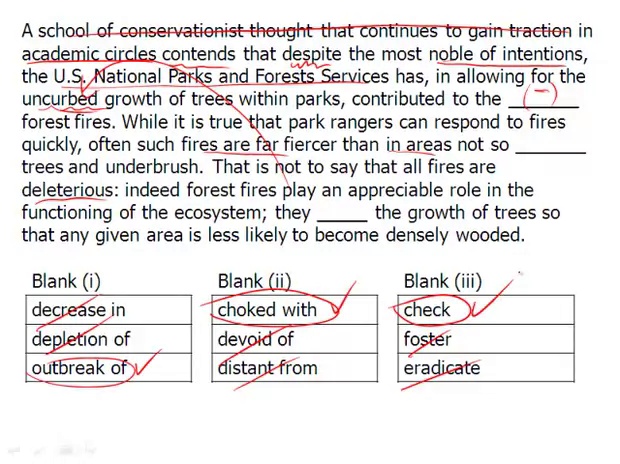 A school of conservationist thought that continues to gain traction in
academic circles contends that despite the most noble of intentions,
the U.S. National Parks and Forests Services has, in allowing for the
uncurbed growth of trees within parks, contributed to the (-)
forest fires. While it is true that park rangers can respond to fires
quickly, often such fires are far fiercer than in areas not so ________
trees and underbrush. That is not to say that all fires are
deleterious: indeed forest fires play an appreciable role in the
functioning of the ecosystem; they _____ the growth of trees so
that any given area is less likely to become densely wooded.
Blank (i) Blank (ii) Blank (iii)
decrease in choked with check
depletion of devoid of foster
outbreak of distant from eradicate